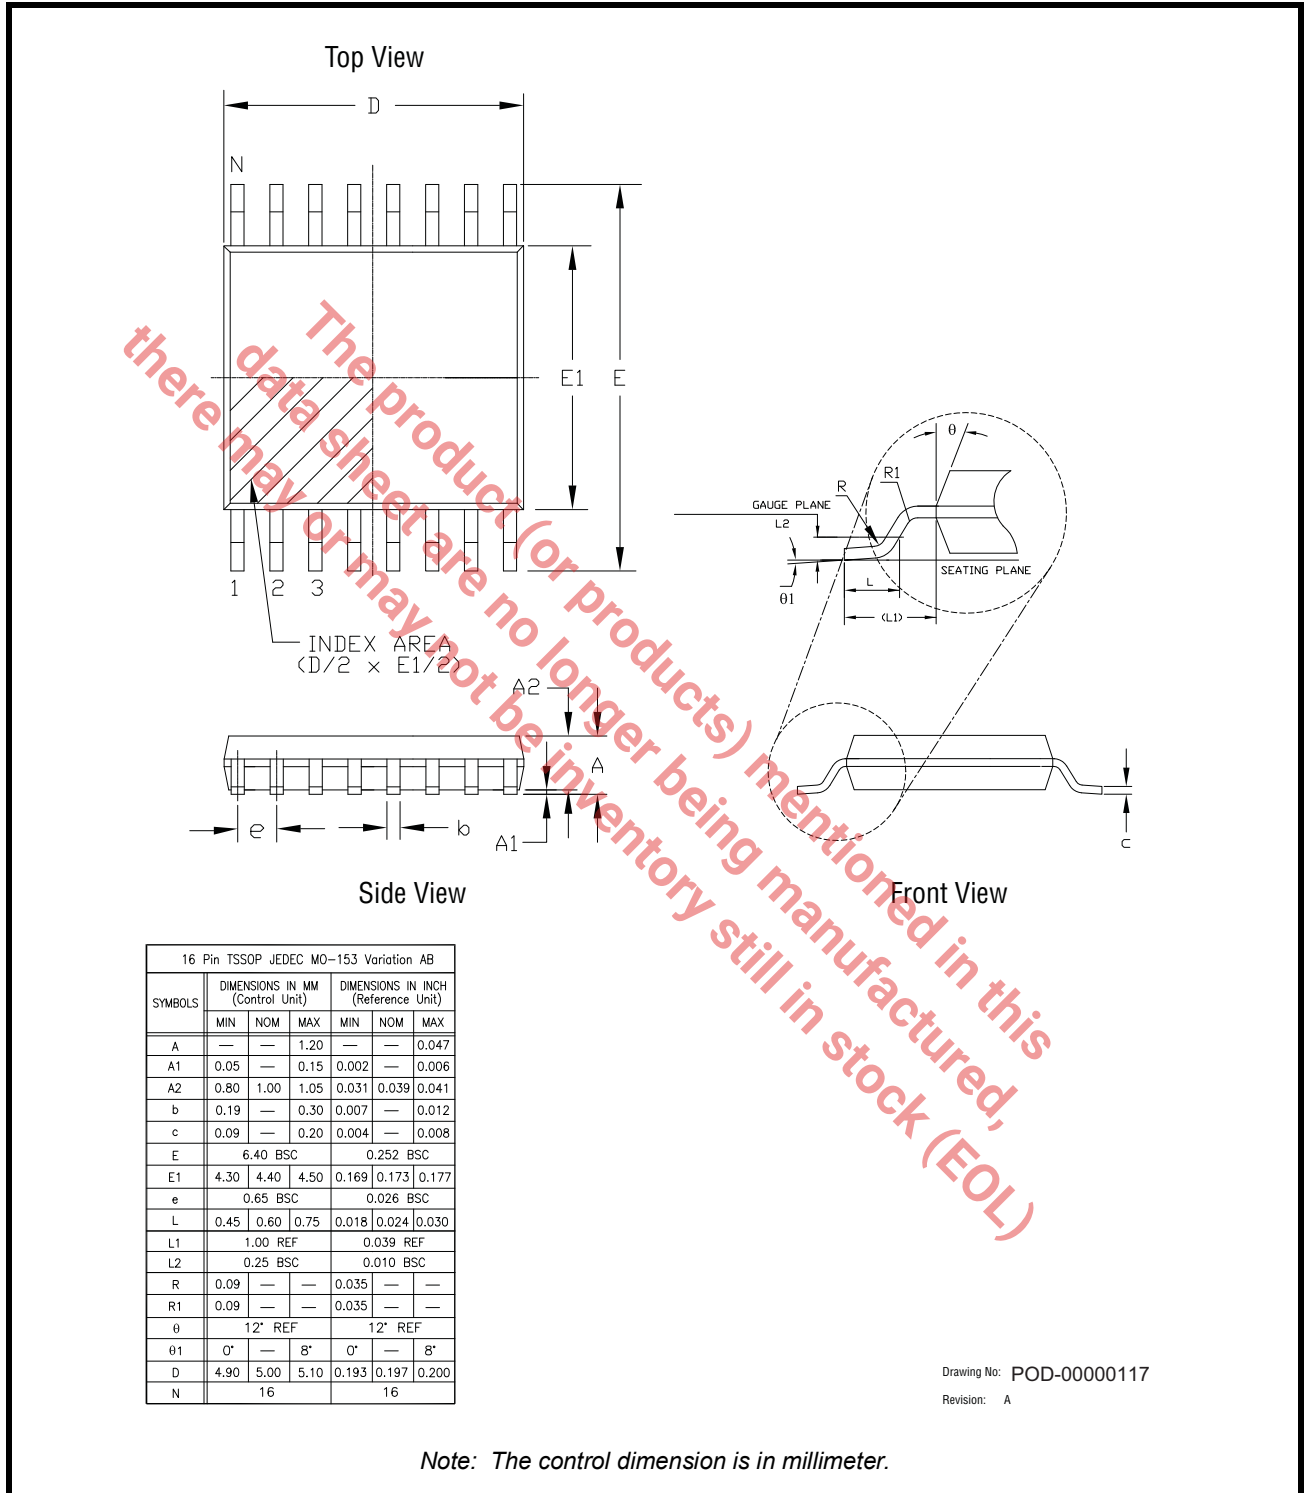 Top View
D
N
E1
E
1 2 3
INDEX AREA
(D/2 x E1/2)
θ
R1
R
GAUGE PLANE
L2
SEATING PLANE
L
θ1
(L1)
A2
A
e
b
A1
c
Side View
Front View
The product (or products) mentioned in this
data sheet are no longer being manufactured,
there may or may not be inventory still in stock (EOL)
16 Pin TSSOP JEDEC MO-153 Variation AB
SYMBOLS DIMENSIONS IN MM (Control Unit) DIMENSIONS IN INCH (Reference Unit)
MIN NOM MAX MIN NOM MAX
A — — 1.20 — — 0.047
A1 0.05 — 0.15 0.002 — 0.006
A2 0.80 1.00 1.05 0.031 0.039 0.041
b 0.19 — 0.30 0.007 — 0.012
c 0.09 — 0.20 0.004 — 0.008
E 6.40 BSC 0.252 BSC
E1 4.30 4.40 4.50 0.169 0.173 0.177
e 0.65 BSC 0.026 BSC
L 0.45 0.60 0.75 0.018 0.024 0.030
L1 1.00 REF 0.039 REF
L2 0.25 BSC 0.010 BSC
R 0.09 — — 0.035 — —
R1 0.09 — — 0.035 — —
θ 12° REF 12° REF
θ1 0° — 8° 0° — 8°
D 4.90 5.00 5.10 0.193 0.197 0.200
N 16 16
Drawing No: POD-00000117
Revision: A
Note: The control dimension is in millimeter.